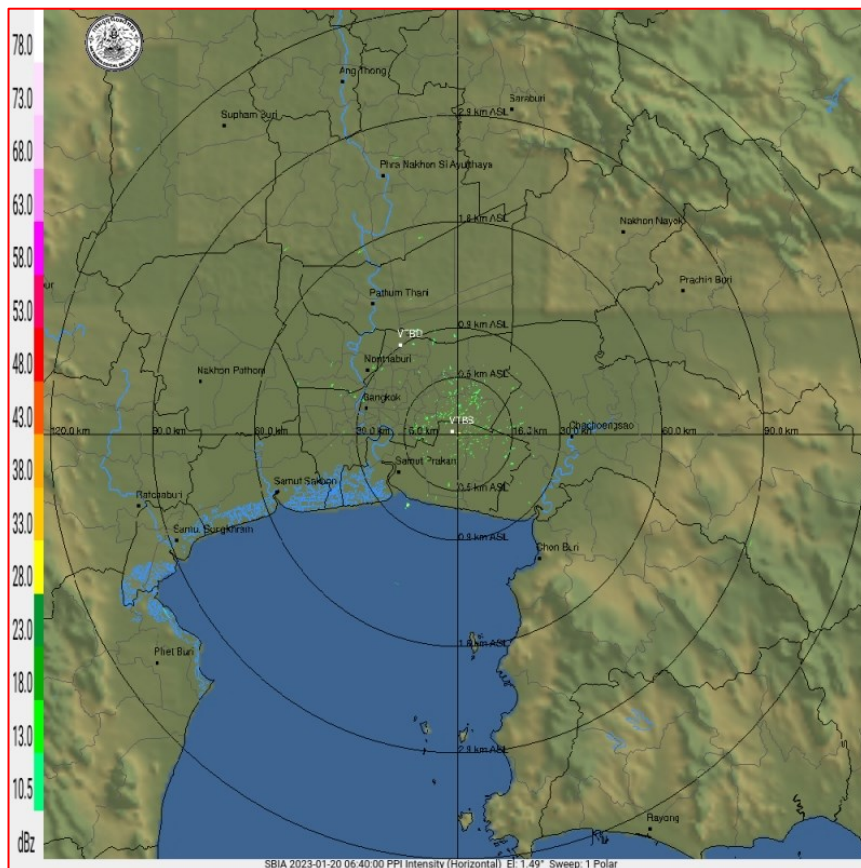 78.0
73.0
68.0
63.0
58.0
53.0
48.0
43.0
38.0
33.0
28.0
23.0
18.0
13.0
10.5
dBz
Ang Thong
Saraburi
2.9 km ASL
Suphan Buri
Phra Nakhon Si Ayutthaya
1.8 km ASL
Nakhon Nayok
Prachin Buri
Pathum Thani
0.9 km ASL
VTBD
Nonthaburi
Nakhon Pathom
0.5 km ASL
Bangkok
VTBS
Chachoengsao
120.0 km
90.0 km
60.0 km
30.0 km
16.2 km
30.0 km
60.0 km
90.0 km
Samut Prakan
Samut Sakhon
0.5 km ASL
Ratchaburi
Samut Songkhram
0.9 km ASL
Chon Buri
1.8 km ASL
Phet Buri
2.9 km ASL
Rayong
SBIA 2023-01-20 06:40:00 PPI Intensity (Horizontal) El: 1.49° Sweep: 1 Polar